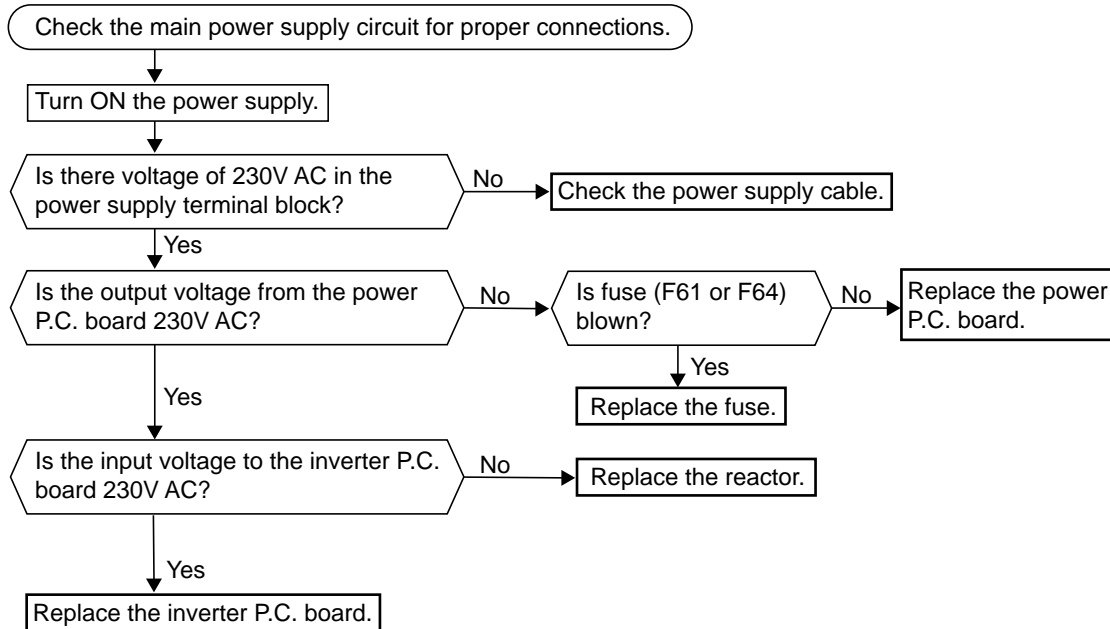 Check the main power supply circuit for proper connections.
Turn ON the power supply.
Is there voltage of 230V AC in the
power supply terminal block?
No
Check the power supply cable.
Yes
Is the output voltage from the power
P.C. board 230V AC?
No
Is fuse (F61 or F64)
blown?
No
Replace the power
P.C. board.
Yes
Replace the fuse.
Yes
Is the input voltage to the inverter P.C.
board 230V AC?
No
Replace the reactor.
Yes
Replace the inverter P.C. board.